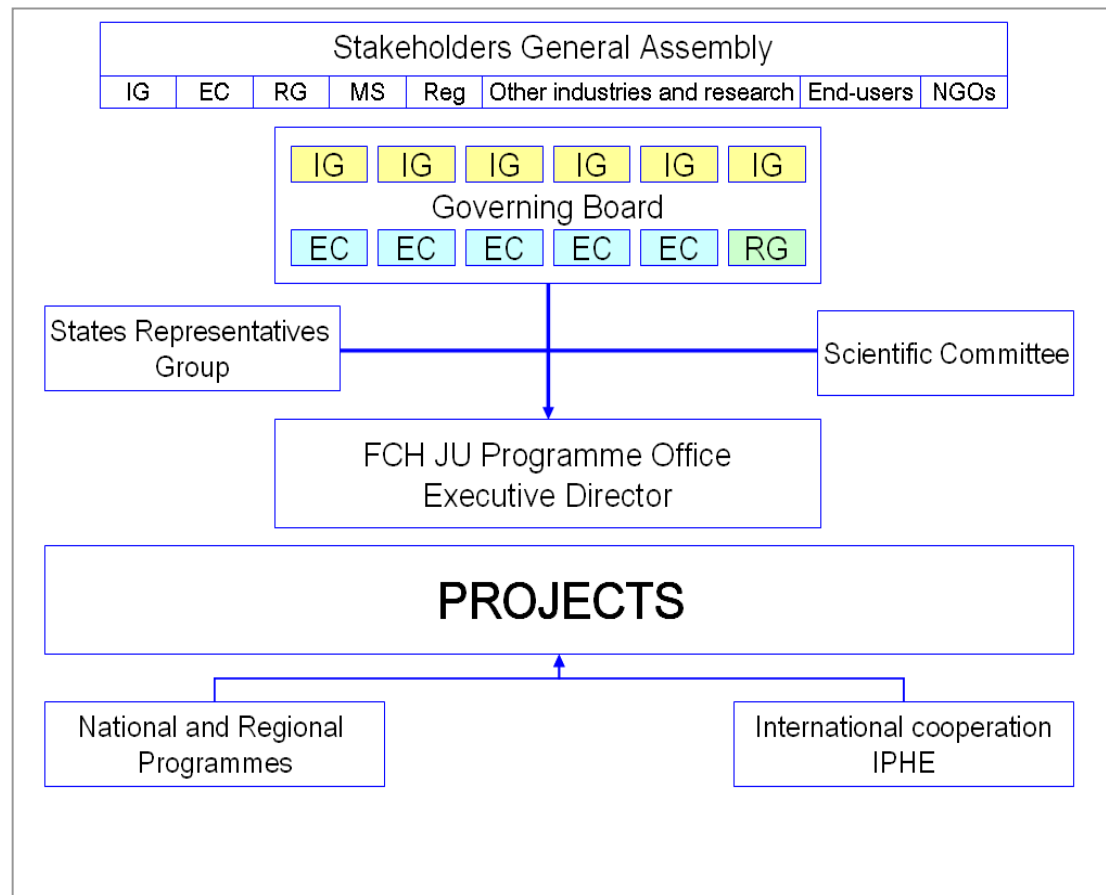 Stakeholders General Assembly
IG EC RG MS Reg Other industries and research End-users NGOs
IG IG IG IG IG IG
Governing Board
EC EC EC EC EC RG
States Representatives
Group
Scientific Committee
FCH JU Programme Office
Executive Director
PROJECTS
National and Regional
Programmes
International cooperation
IPHE